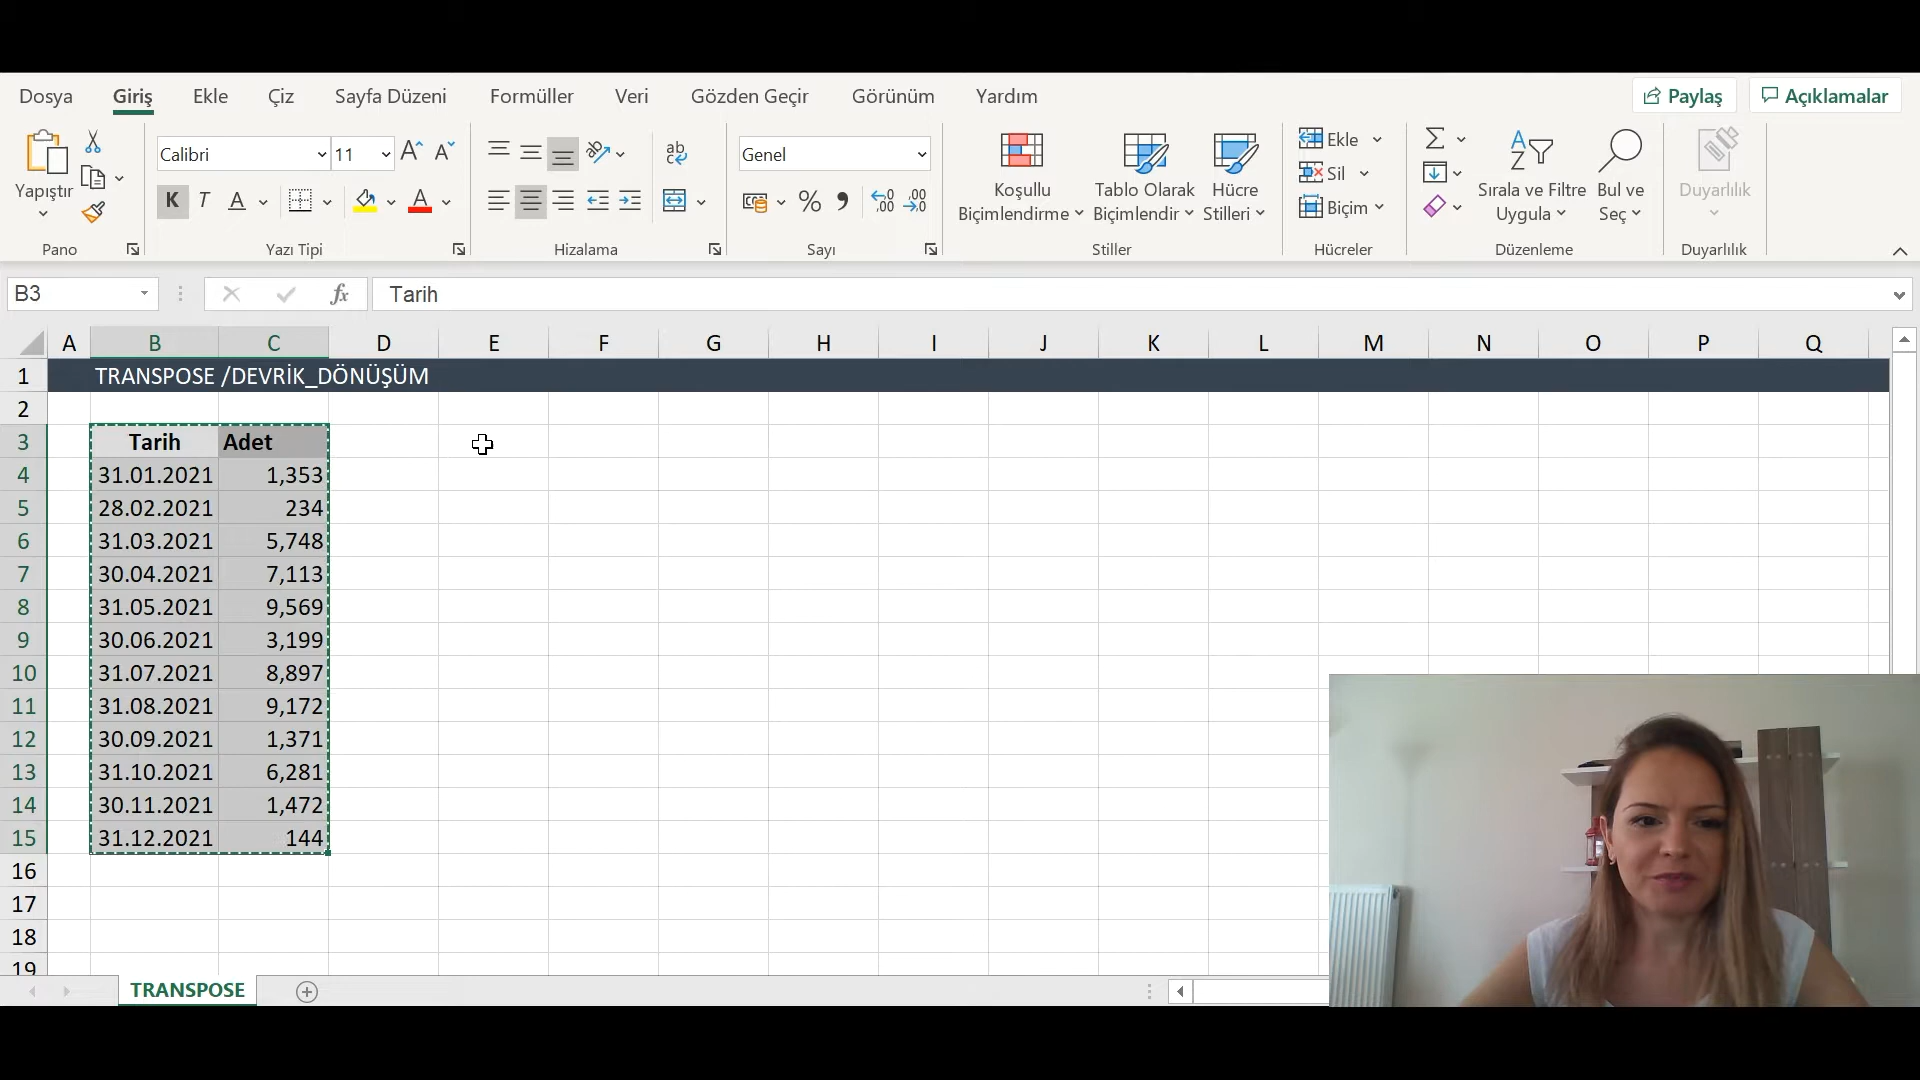 Dosya Giriş Ekle Çiz Sayfa Düzeni Formüller Veri Gözden Geçir Görünüm Yardım Paylaş Açıklamalar
Yapıştır
Pano
Calibri 11
K T A A
Yazı Tipi
ab
Hizalama
Genel
% ,
Sayı
Koşullu Biçimlendirme
Tablo Olarak Biçimlendir
Hücre Stilleri
Stiller
Ekle
Sil
Biçim
Hücreler
Sırala ve Filtre Uygula
Bul ve Seç
Düzenleme
Duyarlılık
Duyarlılık
B3 fx Tarih
A B C D E F G H I J K L M N O P Q
1 TRANSPOSE /DEVRİK_DÖNÜŞÜM
2
3 Tarih Adet
4 31.01.2021 1,353
5 28.02.2021 234
6 31.03.2021 5,748
7 30.04.2021 7,113
8 31.05.2021 9,569
9 30.06.2021 3,199
10 31.07.2021 8,897
11 31.08.2021 9,172
12 30.09.2021 1,371
13 31.10.2021 6,281
14 30.11.2021 1,472
15 31.12.2021 144
16
17
18
19
TRANSPOSE